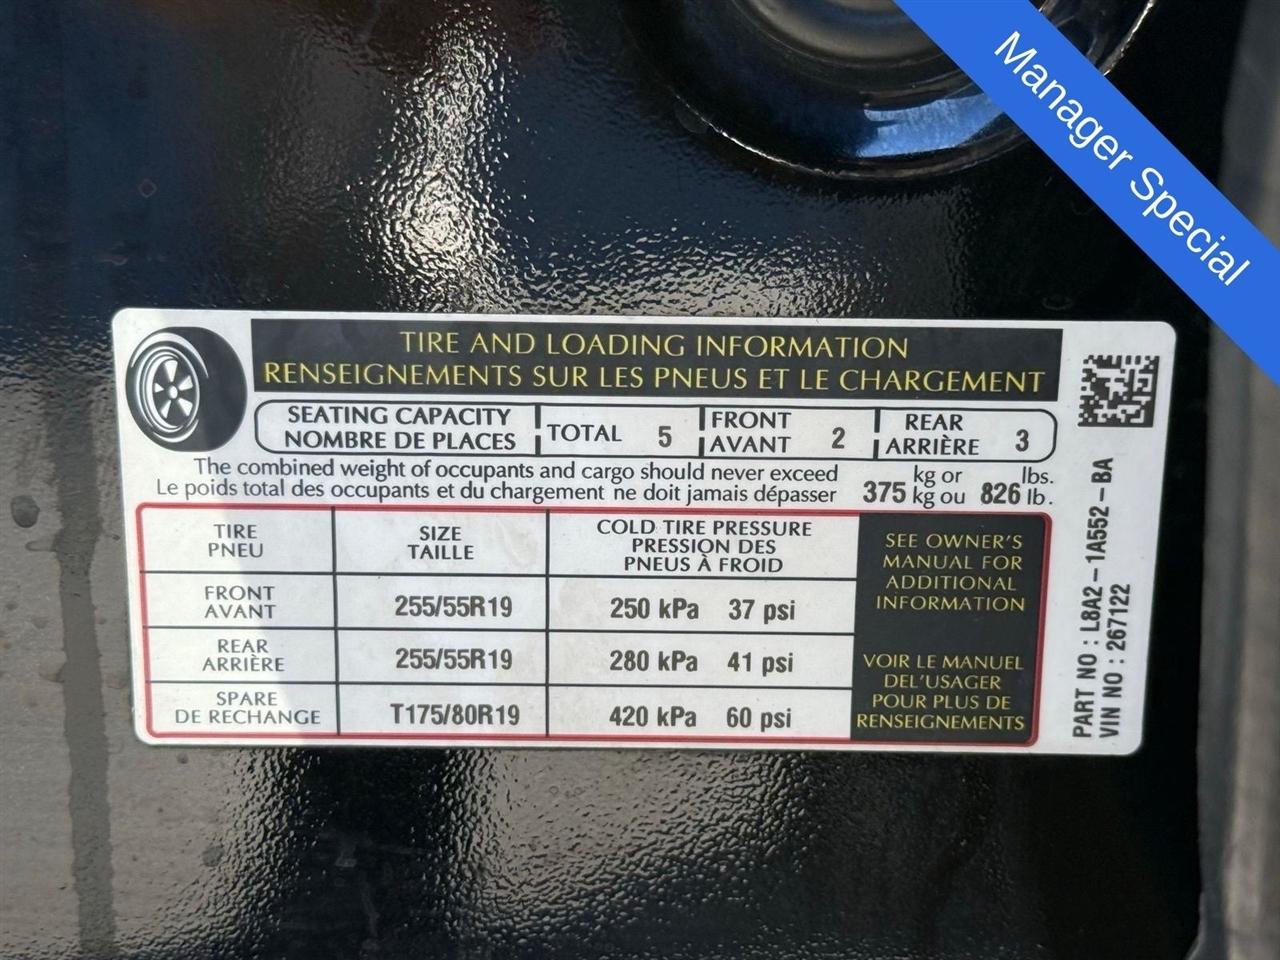 Manager Special
TIRE AND LOADING INFORMATION
RENSEIGNEMENTS SUR LES PNEUS ET LE CHARGEMENT
SEATING CAPACITY
NOMBRE DE PLACES
TOTAL 5
FRONT
AVANT 2
REAR
ARRIÈRE 3
The combined weight of occupants and cargo should never exceed
Le poids total des occupants et du chargement ne doit jamais dépasser
375 kg or
kg ou
826 lbs.
lb.
TIRE
PNEU
SIZE
TAILLE
COLD TIRE PRESSURE
PRESSION DES
PNEUS À FROID
FRONT
AVANT
255/55R19
250 kPa 37 psi
REAR
ARRIÈRE
255/55R19
280 kPa 41 psi
SPARE
DE RECHANGE
T175/80R19
420 kPa 60 psi
SEE OWNER'S
MANUAL FOR
ADDITIONAL
INFORMATION
VOIR LE MANUEL
DEL'USAGER
POUR PLUS DE
RENSEIGNEMENTS
PART NO : L8A2-1A552-BA
VIN NO : 267122